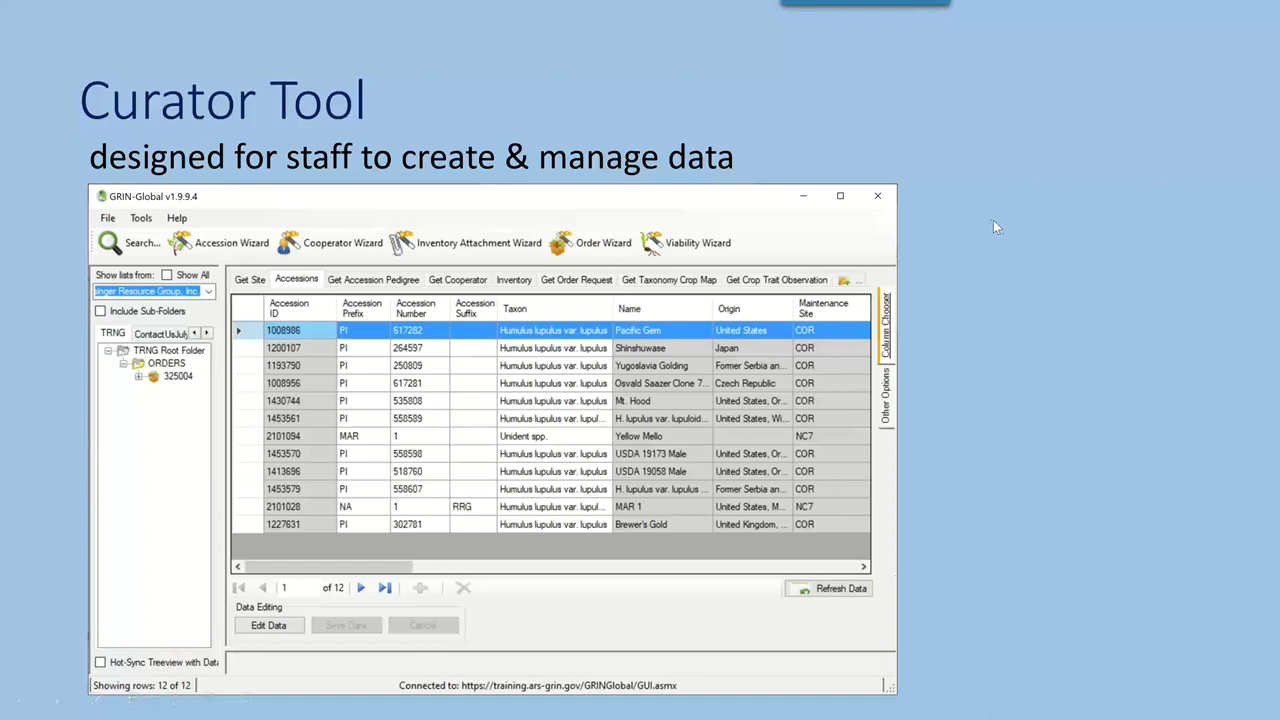 Curator Tool
designed for staff to create & manage data
GRIN-Global v1.9.9.4
File Tools Help
Search... Accession Wizard Cooperator Wizard Inventory Attachment Wizard Order Wizard Viability Wizard
Show lists from: Show All
inger Resource Group, Inc.
Include Sub-Folders
TRNG ContactUsJuly
TRNG Root Folder
ORDERS
325004
Hot-Sync Treeview with Data
Get Site Accessions Get Accession Pedigree Get Cooperator Inventory Get Order Request Get Taxonomy Crop Map Get Crop Trait Observation ...
Accession ID Accession Prefix Accession Number Accession Suffix Taxon Name Origin Maintenance Site
1008986 PI 617282 Humulus lupulus var. lupulus Pacific Gem United States COR
1200107 PI 264597 Humulus lupulus var. lupulus Shinshuwase Japan COR
1193790 PI 250809 Humulus lupulus var. lupulus Yugoslavia Golding Former Serbia an... COR
1008956 PI 617281 Humulus lupulus var. lupulus Osvald Saazer Clone 7... Czech Republic COR
1430744 PI 535808 Humulus lupulus var. lupulus Mt. Hood United States, Or... COR
1453561 PI 558589 Humulus lupulus var. lupul... H. lupulus var. lupuloid... United States, Wi... COR
2101094 MAR 1 Unident spp. Yellow Mello NC7
1453570 PI 558598 Humulus lupulus var. lupulus USDA 19173 Male United States, Or... COR
1413696 PI 518760 Humulus lupulus var. lupulus USDA 19058 Male United States, Or... COR
1453579 PI 558607 Humulus lupulus var. lupulus H. lupulus var. lupulus ... Former Serbia an... COR
2101028 NA 1 RRG Humulus lupulus var. lupul... MAR 1 United States, M... NC7
1227631 PI 302781 Humulus lupulus var. lupulus Brewer's Gold United Kingdom, ... COR
Column Chooser
Other Options
1 of 12
Refresh Data
Data Editing
Edit Data Save Data Cancel
Showing rows: 12 of 12 Connected to: https://training.ars-grin.gov/GRINGlobal/GUI.asmx